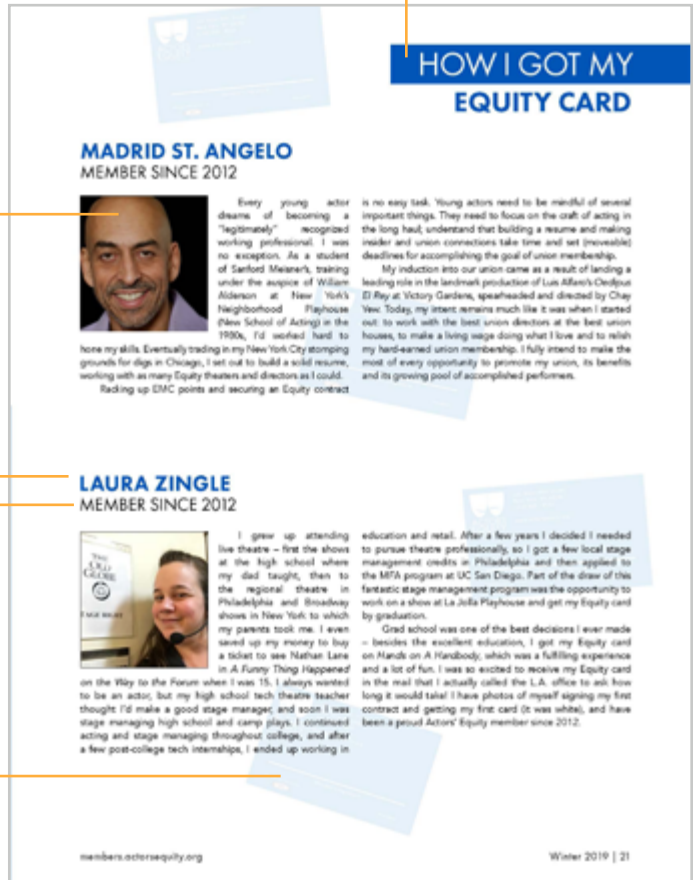 HOW I GOT MY
EQUITY CARD
MADRID ST. ANGELO
MEMBER SINCE 2012
Every young actor
dreams of becoming a
"legitimately" recognized
working professional. I was
no exception. As a student
of Sanford Meisner's, training
under the auspice of William
Alderson at New York's
Neighborhood Playhouse
(New School of Acting) in the
1980s, I'd worked hard to
hone my skills. Eventually trading in my New York City stomping
grounds for digs in Chicago, I set out to build a solid resume,
working with as many Equity theaters and directors as I could.
Racking up EMC points and securing an Equity contract
is no easy task. Young actors need to be mindful of several
important things. They need to focus on the craft of acting in
the long haul; understand that building a resume and making
insider and union connections take time and set (moveable)
deadlines for accomplishing the goal of union membership.
My induction into our union came as a result of landing a
leading role in the landmark production of Luis Alfaro's Oedipus
El Rey at Victory Gardens, spearheaded and directed by Chay
Yew. Today, my intent remains much like it was when I started
out: to work with the best union directors at the best union
houses, to make a living wage doing what I love and to relish
my hard-earned union membership. I fully intend to make the
most of every opportunity to promote my union, its benefits
and its growing pool of accomplished performers.
LAURA ZINGLE
MEMBER SINCE 2012
THE
OLD
GLOBE
STAGE RIGHT
I grew up attending
live theatre – first the shows
at the high school where
my dad taught, then to
the regional theatre in
Philadelphia and Broadway
shows in New York to which
my parents took me. I even
saved up my money to buy
a ticket to see Nathan Lane
in A Funny Thing Happened
on the Way to the Forum when I was 15. I always wanted
to be an actor, but my high school tech theatre teacher
thought I'd make a good stage manager, and soon I was
stage managing high school and camp plays. I continued
acting and stage managing throughout college, and after
a few post-college tech internships, I ended up working in
education and retail. After a few years I decided I needed
to pursue theatre professionally, so I got a few local stage
management credits in Philadelphia and then applied to
the MFA program at UC San Diego. Part of the draw of this
fantastic stage management program was the opportunity to
work on a show at La Jolla Playhouse and get my Equity card
by graduation.
Grad school was one of the best decisions I ever made
– besides the excellent education, I got my Equity card
on Hands on A Hardbody, which was a fulfilling experience
and a lot of fun. I was so excited to receive my Equity card
in the mail that I actually called the L.A. office to ask how
long it would take! I have photos of myself signing my first
contract and getting my first card (it was white), and have
been a proud Actors' Equity member since 2012.
members.actorsequity.org
Winter 2019 | 21